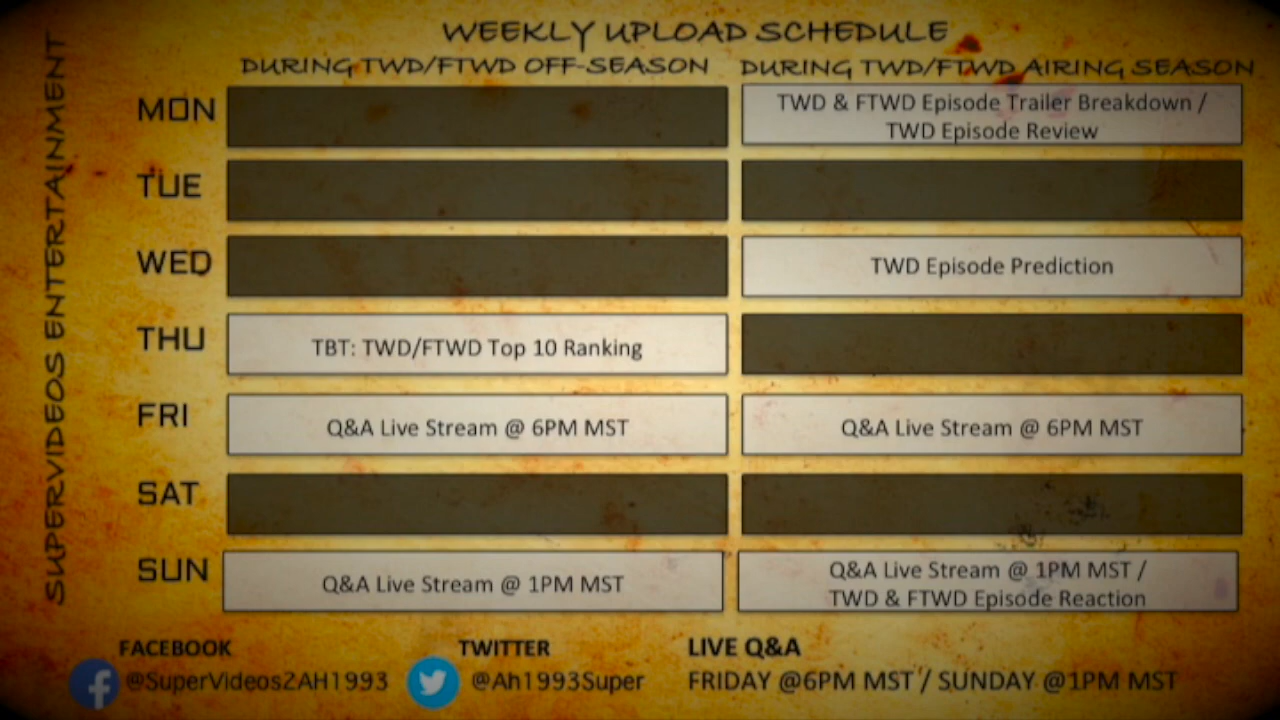 WEEKLY UPLOAD SCHEDULE
DURING TWD/FTWD OFF-SEASON
DURING TWD/FTWD AIRING SEASON
SUPERVIDEOS ENTERTAINMENT
MON
TWD & FTWD Episode Trailer Breakdown /
TWD Episode Review
TUE
WED
TWD Episode Prediction
THU
TBT: TWD/FTWD Top 10 Ranking
FRI
Q&A Live Stream @ 6PM MST
Q&A Live Stream @ 6PM MST
SAT
SUN
Q&A Live Stream @ 1PM MST
Q&A Live Stream @ 1PM MST /
TWD & FTWD Episode Reaction
FACEBOOK
@SuperVideos2AH1993
TWITTER
@Ah1993Super
LIVE Q&A
FRIDAY @6PM MST / SUNDAY @1PM MST